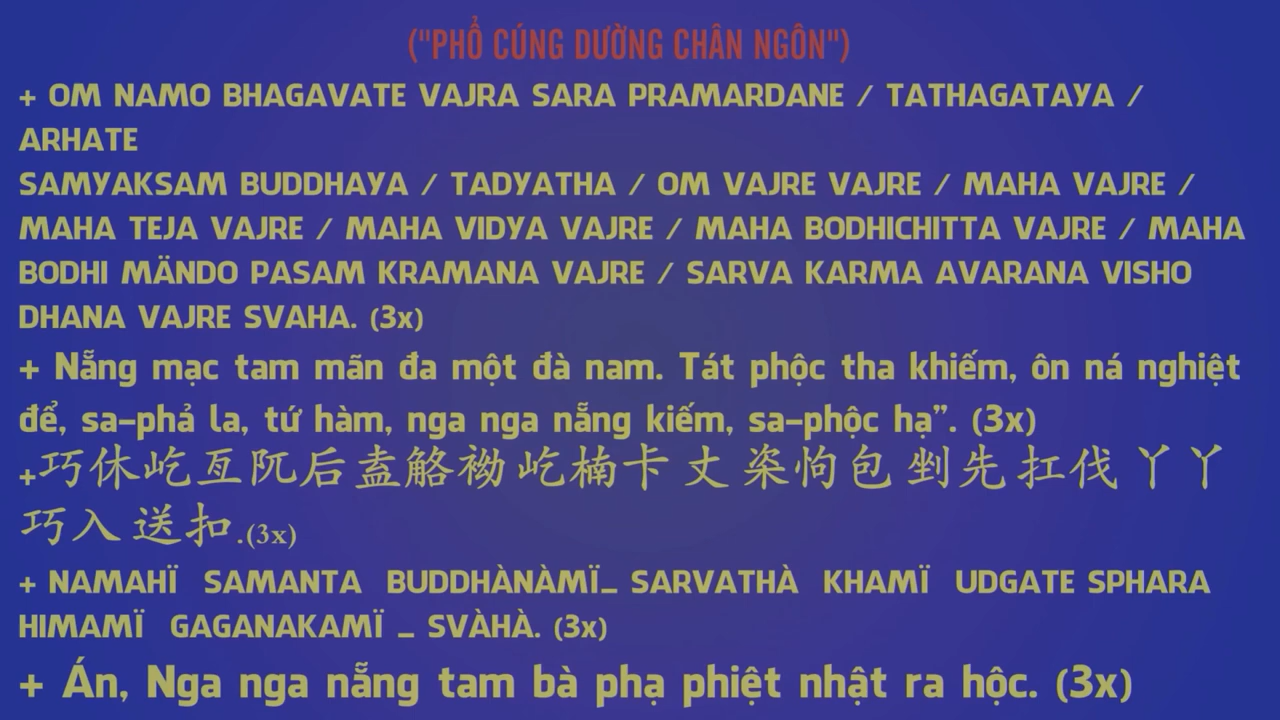 ("PHỔ CÚNG DƯỜNG CHÂN NGÔN")
+ OM NAMO BHAGAVATE VAJRA SARA PRAMARDANE / TATHAGATAYA /
ARHATE
SAMYAKSAM BUDDHAYA / TADYATHA / OM VAJRE VAJRE / MAHA VAJRE /
MAHA TEJA VAJRE / MAHA VIDYA VAJRE / MAHA BODHICHITTA VAJRE / MAHA
BODHI MÄNDO PASAM KRAMANA VAJRE / SARVA KARMA AVARANA VISHO
DHANA VAJRE SVAHA. (3x)
+ Nẵng mạc tam mãn đa một đà nam. Tát phộc tha khiếm, ôn ná nghiệt
để, sa-phả la, tứ hàm, nga nga nẵng kiếm, sa-phộc hạ”. (3x)
+巧休屹亙阢后盍觡袎屹楠卡丈染恦包剉先扛伐丫丫
巧入送扣.(3x)
+ NAMAHÏ SAMANTA BUDDHÀNÀMÏ_ SARVATHÀ KHAMÏ UDGATE SPHARA
HIMAMÏ GAGANAKAMÏ _ SVÀHÀ. (3x)
+ Án, Nga nga nẵng tam bà phạ phiệt nhật ra hộc. (3x)